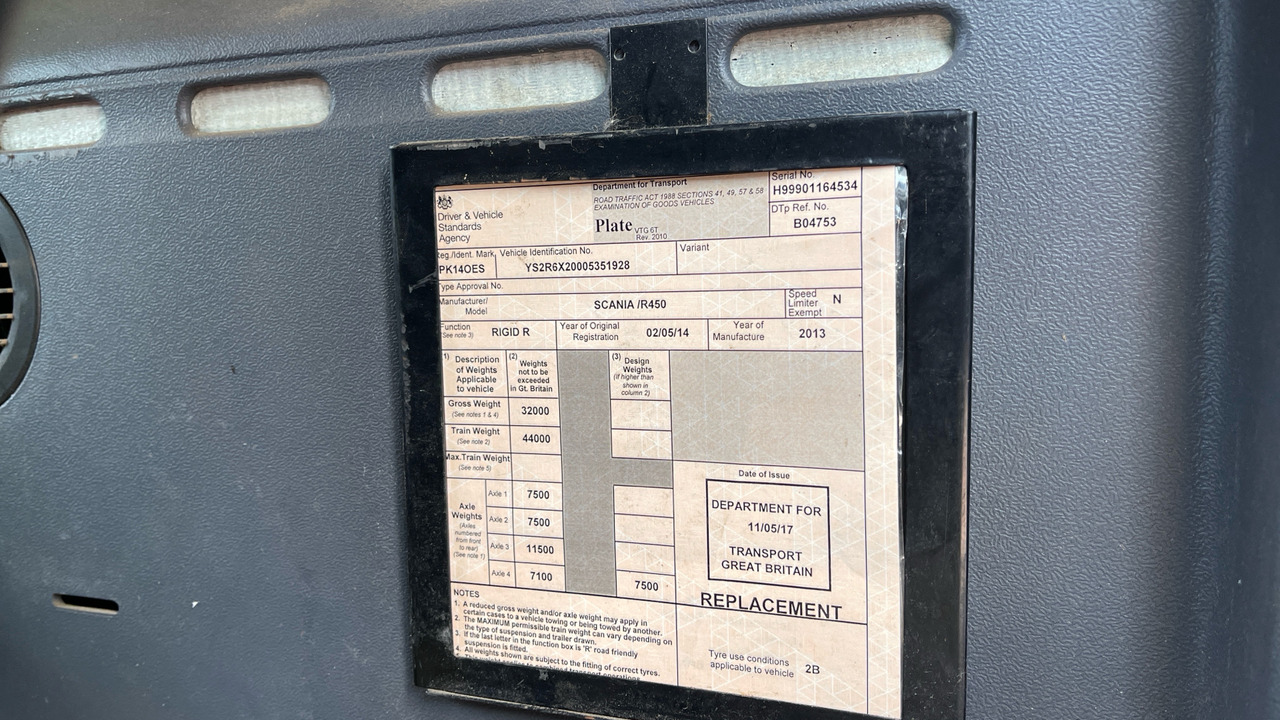 Driver & Vehicle
Standards
Agency
Department for Transport
ROAD TRAFFIC ACT 1988 SECTIONS 41, 49, 57 & 58
EXAMINATION OF GOODS VEHICLES
Plate VTG 6T
Rev. 2010
Serial No.
H99901164534
DTp Ref. No.
B04753
eg./Ident. Mark
PK14OES
Vehicle Identification No.
YS2R6X20005351928
Variant
ype Approval No.
Manufacturer/
Model
SCANIA /R450
Speed
Limiter
Exempt
N
Function
(See note 3)
RIGID R
Year of Original
Registration
02/05/14
Year of
Manufacture
2013
1) Description
of Weights
Applicable
to vehicle
(2) Weights
not to be
exceeded
in Gt. Britain
(3) Design
Weights
(if higher than
shown in
column 2)
Gross Weight
(See notes 1 & 4)
32000
Train Weight
(See note 2)
44000
Max.Train Weight
(See note 5)
Axle
Weights
(Axles
numbered
from front
to rear)
(See note 1)
Axle 1 7500
Axle 2 7500
Axle 3 11500
Axle 4 7100 7500
Date of Issue
DEPARTMENT FOR
11/05/17
TRANSPORT
GREAT BRITAIN
REPLACEMENT
NOTES
1. A reduced gross weight and/or axle weight may apply in
certain cases to a vehicle towing or being towed by another.
2. The MAXIMUM permissible train weight can vary depending on
the type of suspension and trailer drawn.
3. If the last letter in the function box is 'R' road friendly
suspension is fitted.
4. All weights shown are subject to the fitting of correct tyres.
Tyre use conditions
applicable to vehicle
2B